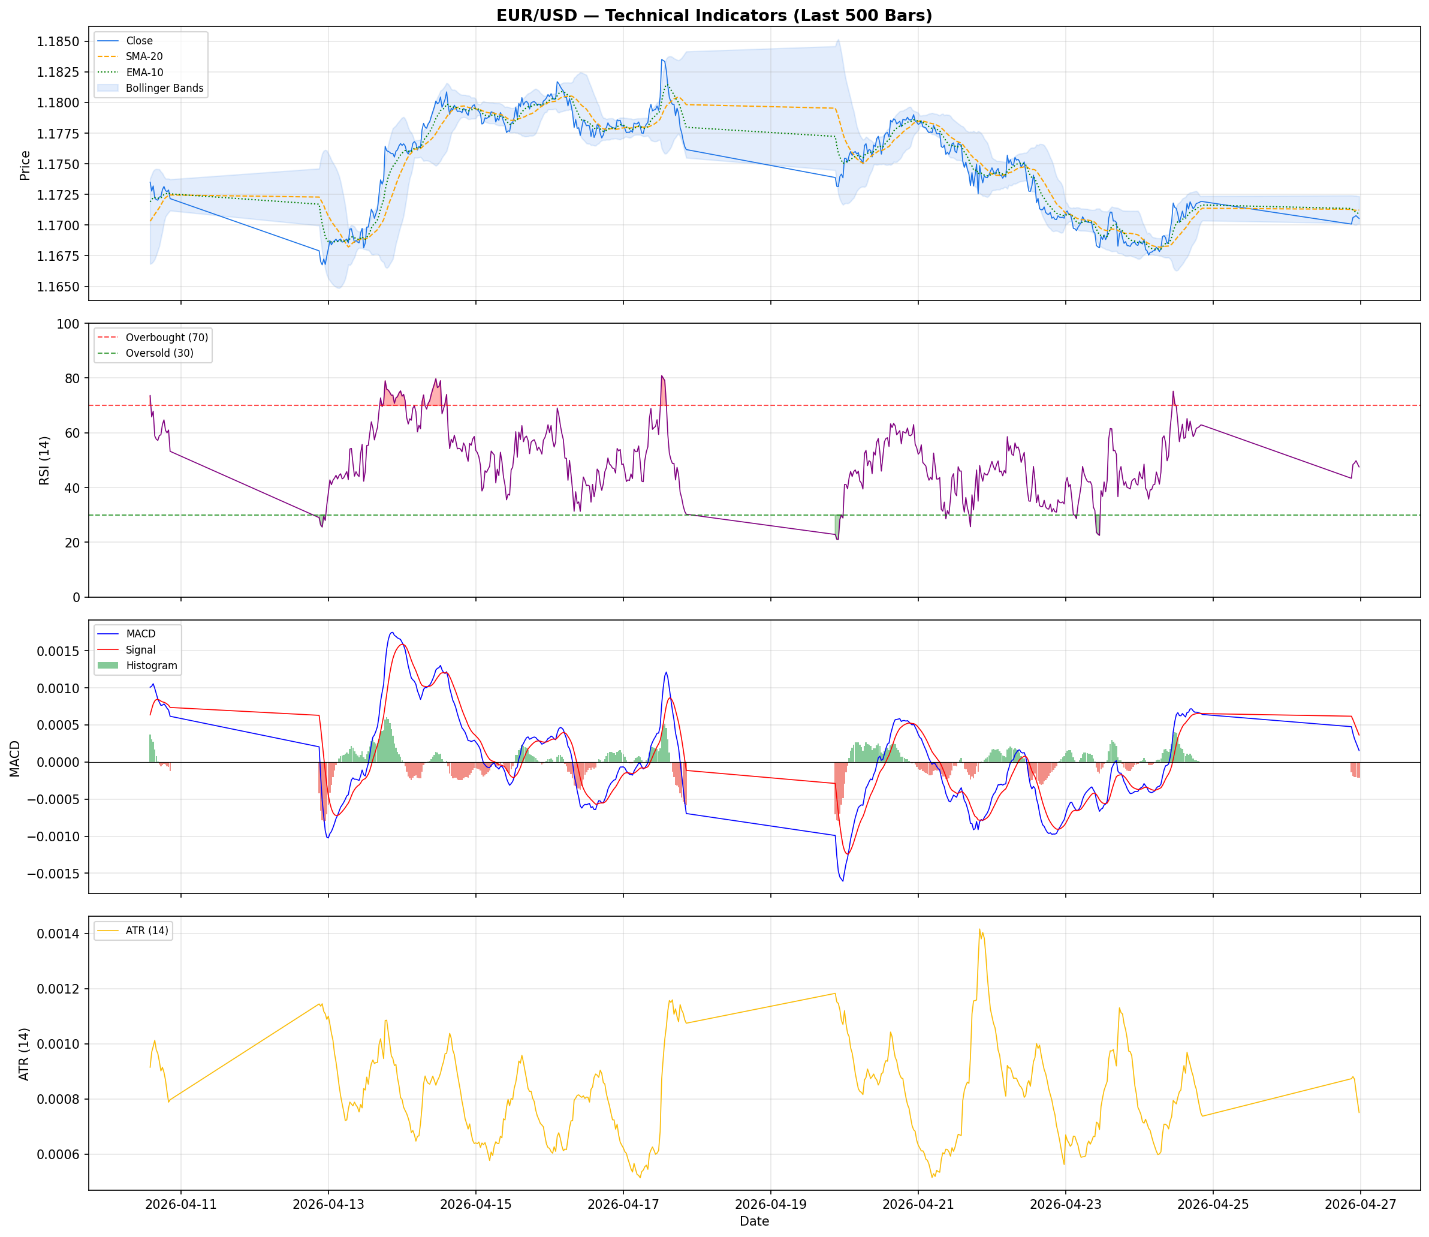 EUR/USD — Technical Indicators (Last 500 Bars)
Close
SMA-20
EMA-10
Bollinger Bands
Price
1.1850
1.1825
1.1800
1.1775
1.1750
1.1725
1.1700
1.1675
1.1650
Overbought (70)
Oversold (30)
RSI (14)
100
80
60
40
20
0
MACD
Signal
Histogram
MACD
0.0015
0.0010
0.0005
0.0000
−0.0005
−0.0010
−0.0015
ATR (14)
ATR (14)
0.0014
0.0012
0.0010
0.0008
0.0006
2026-04-11
2026-04-13
2026-04-15
2026-04-17
2026-04-19
2026-04-21
2026-04-23
2026-04-25
2026-04-27
Date